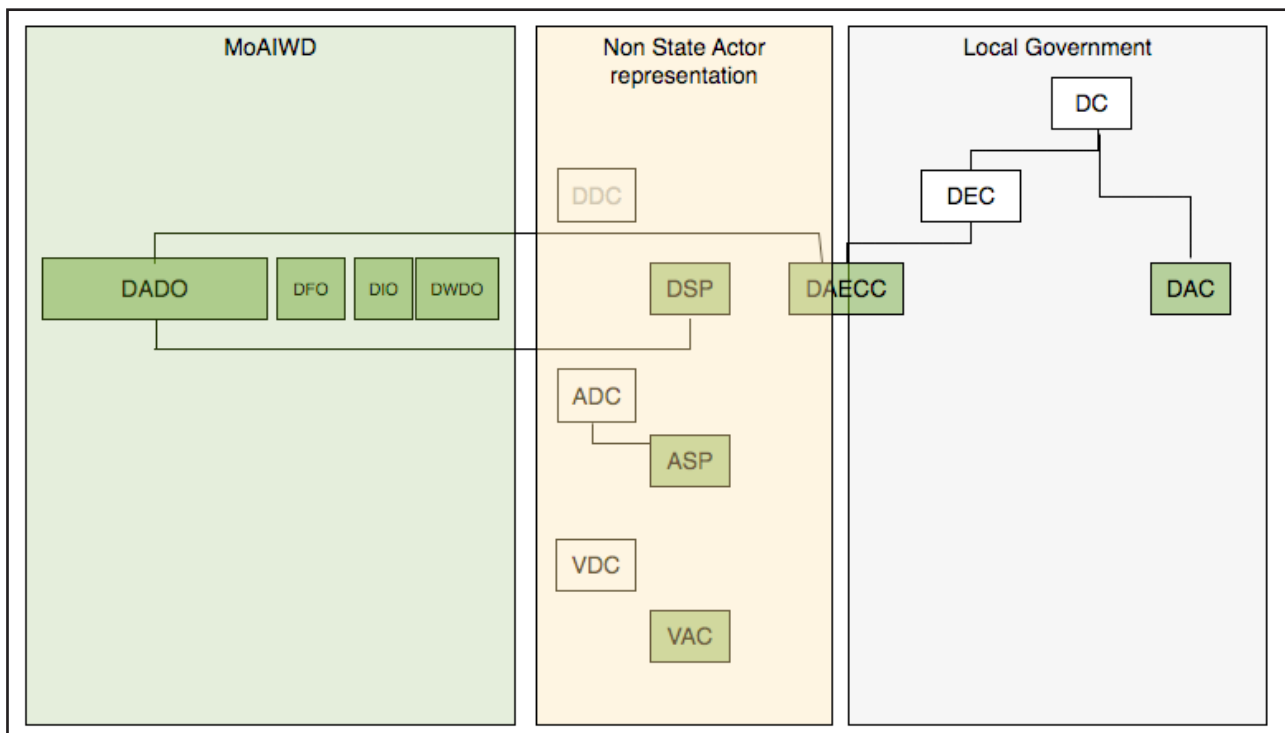 MoAIWD
Non State Actor
representation
Local Government
DC
DDC
DEC
DADO
DFO
DIO
DWDO
DSP
DAECC
DAC
ADC
ASP
VDC
VAC